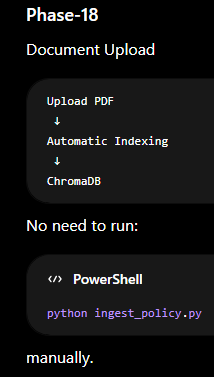 Phase-18
Document Upload
Upload PDF
↓
Automatic Indexing
↓
ChromaDB
No need to run:
</> PowerShell
python ingest_policy.py
manually.